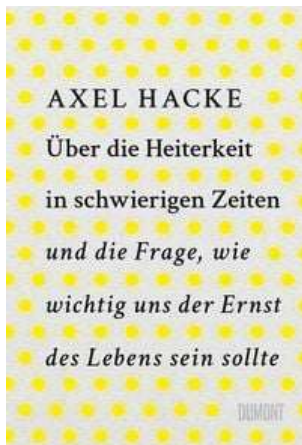 AXEL HACKE
Über die Heiterkeit
in schwierigen Zeiten
und die Frage, wie
wichtig uns der Ernst
des Lebens sein sollte
DUMONT